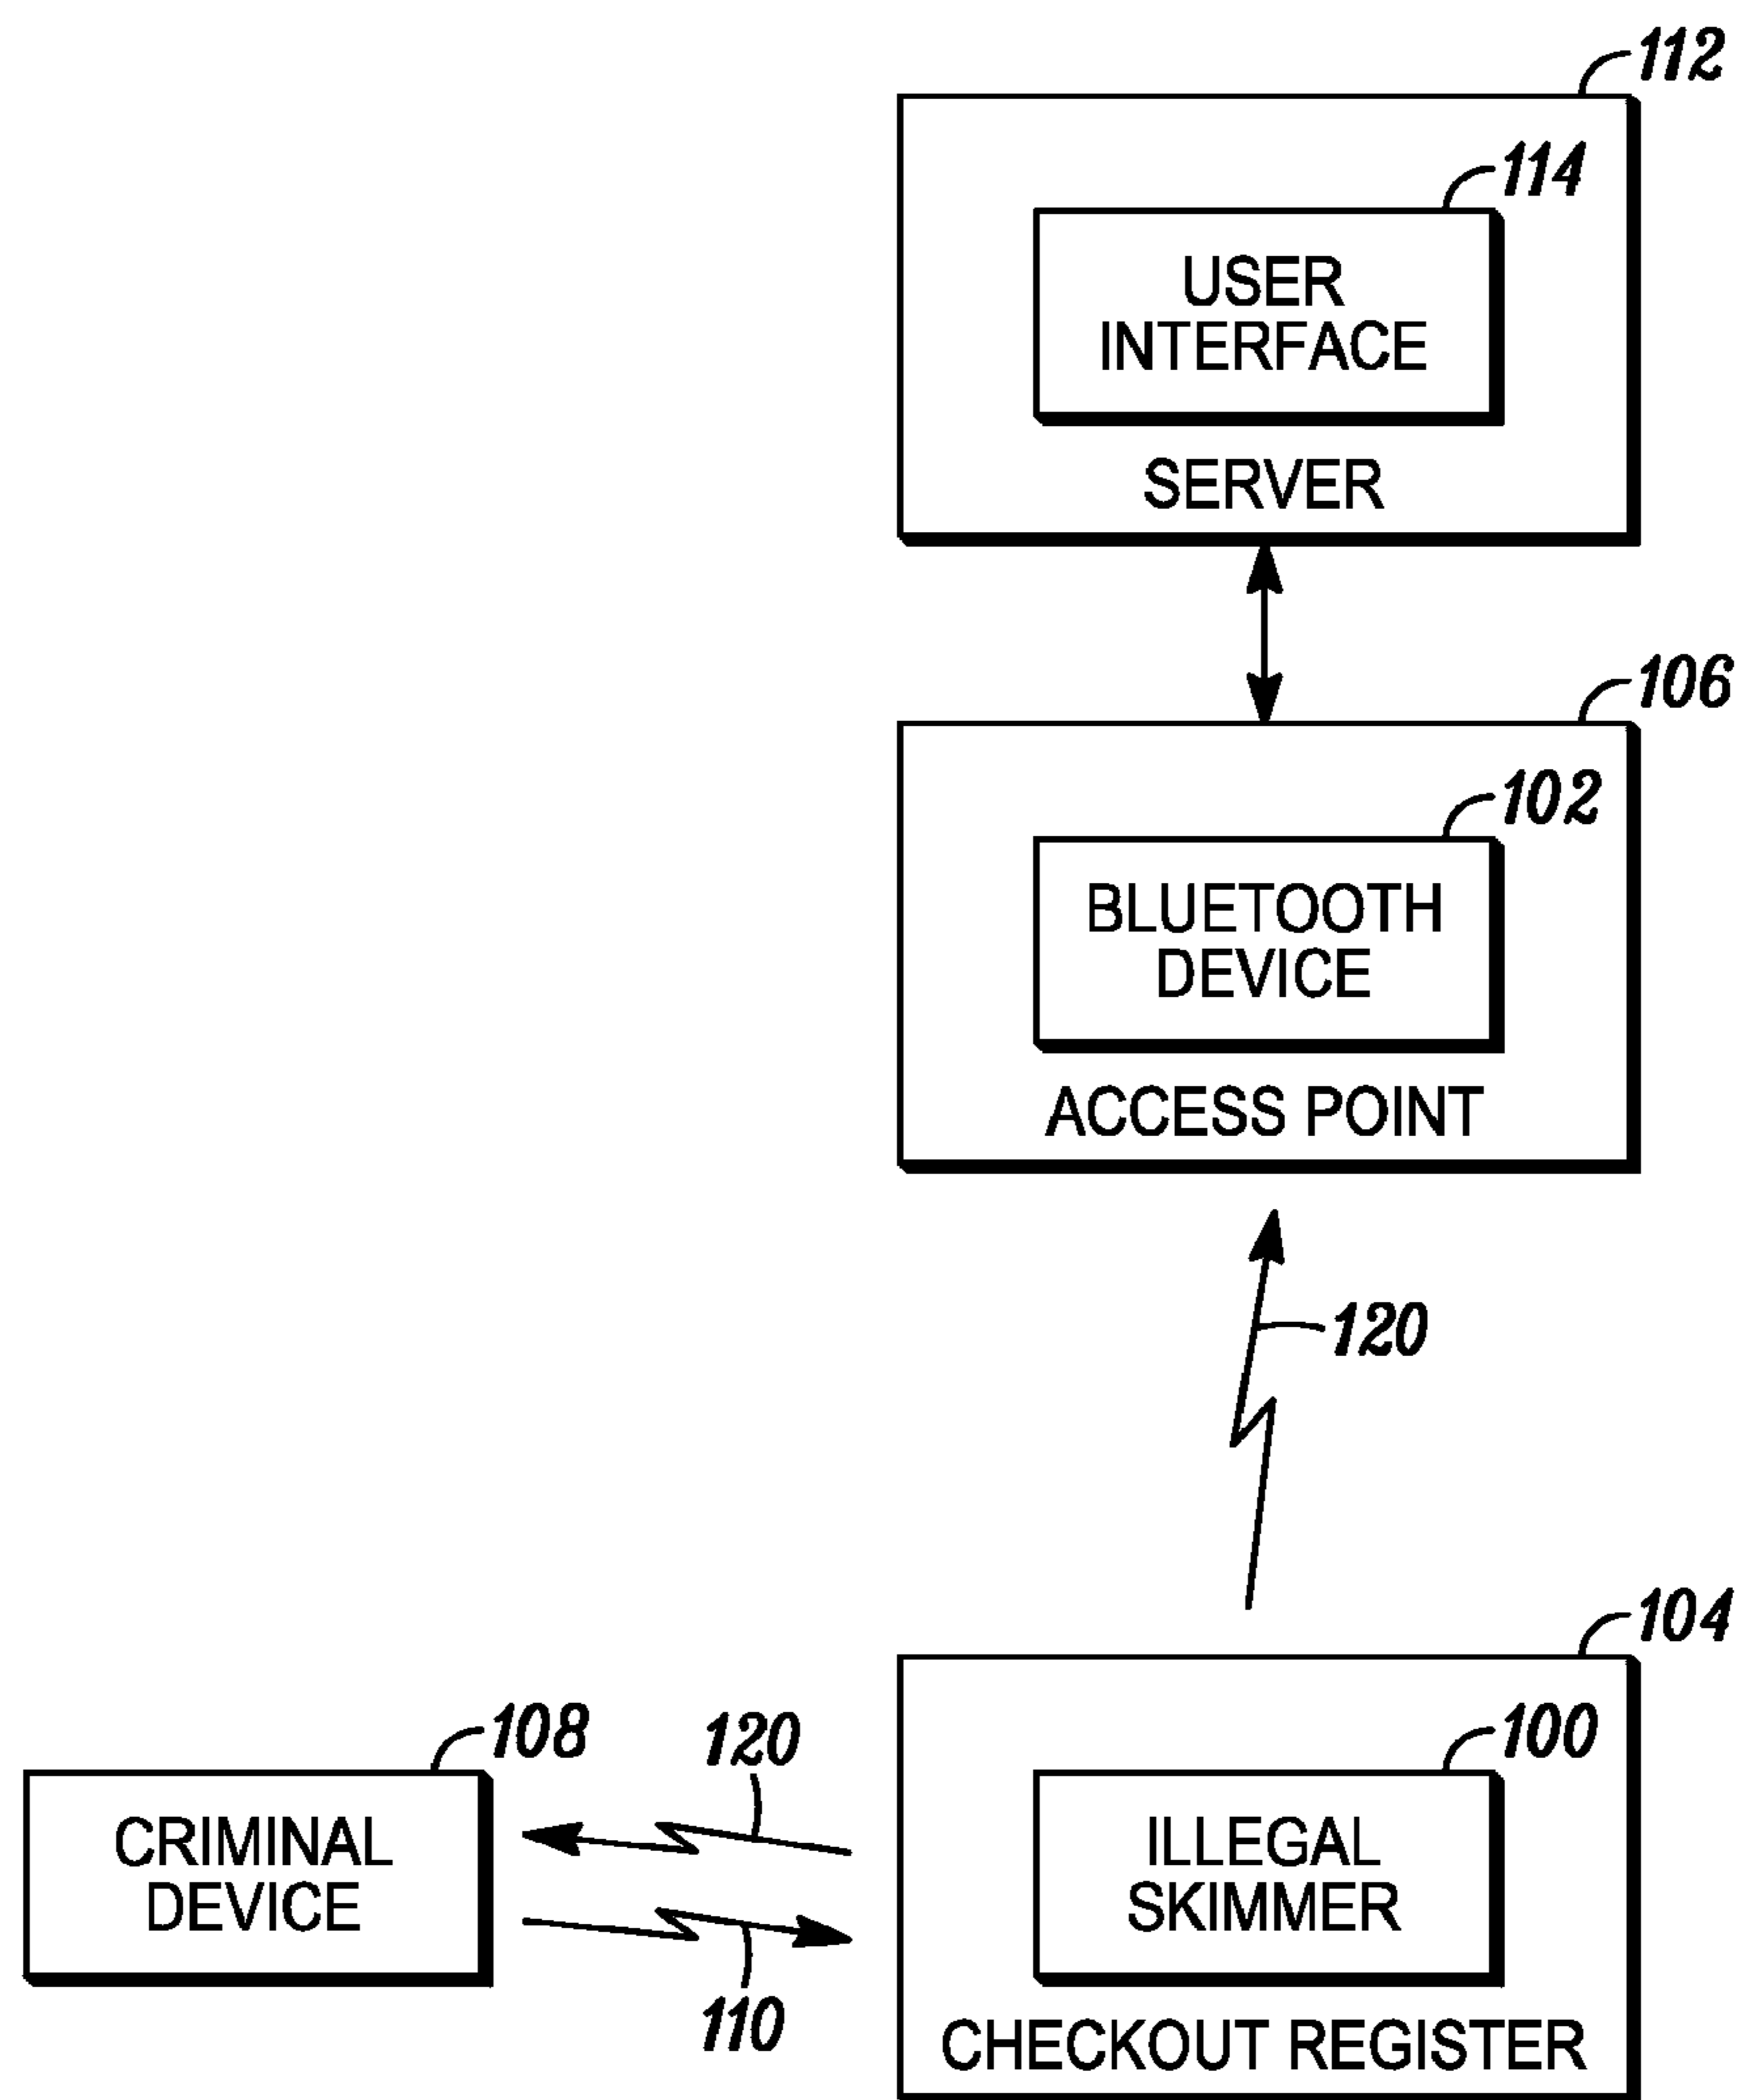 112
114
USER
INTERFACE
SERVER
106
102
BLUETOOTH
DEVICE
ACCESS POINT
120
104
108
120
100
CRIMINAL
DEVICE
ILLEGAL
SKIMMER
110
CHECKOUT REGISTER